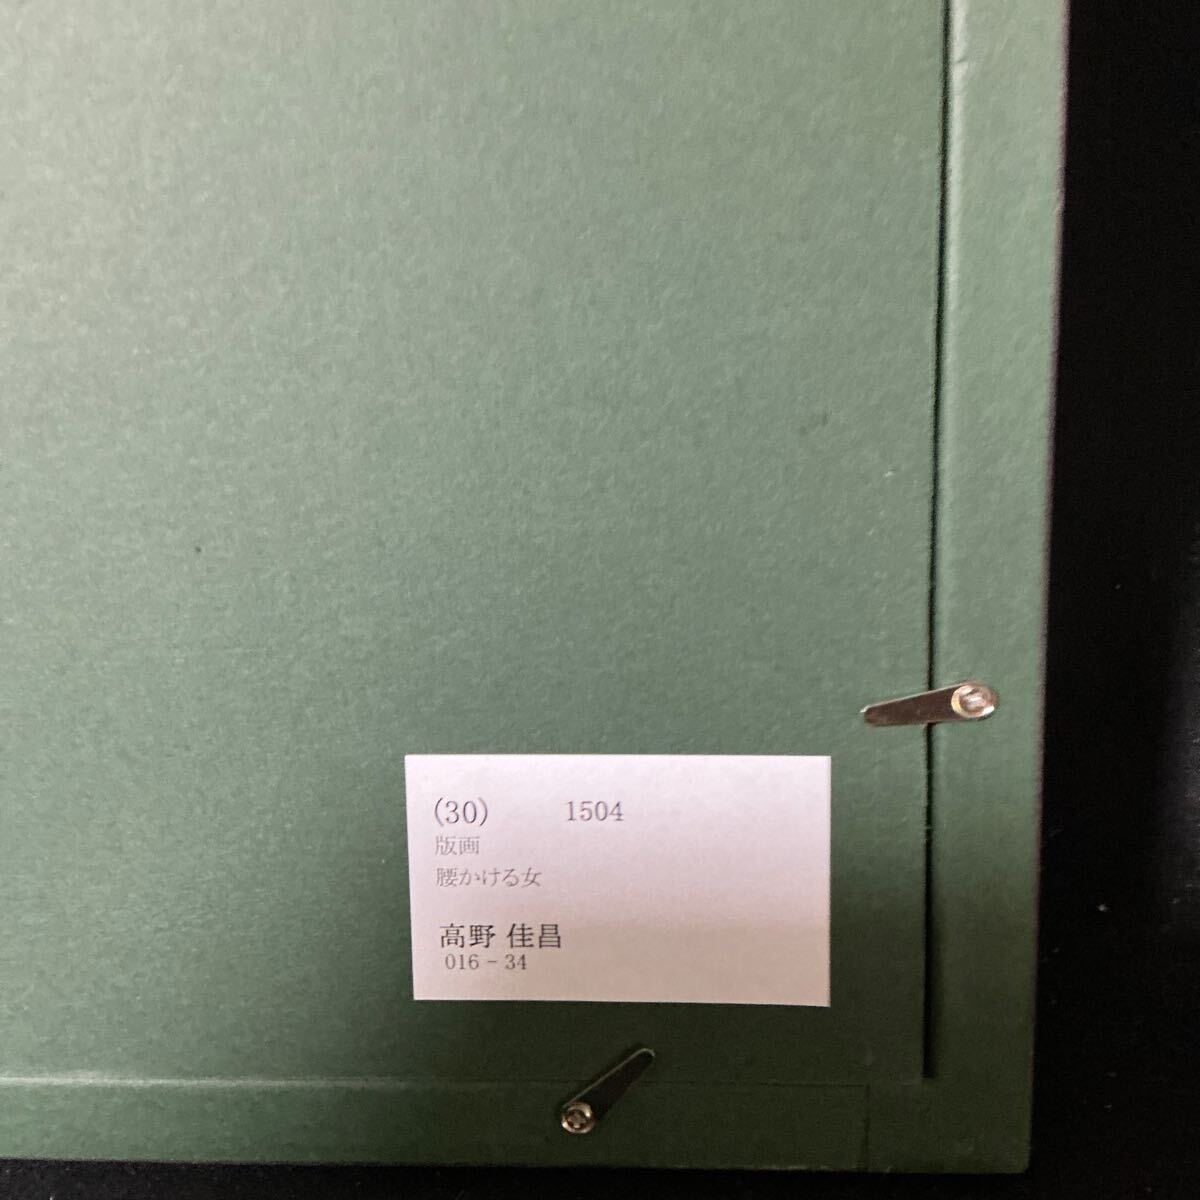 (30) 1504
版画
腰かける女
高野 佳昌
016-34